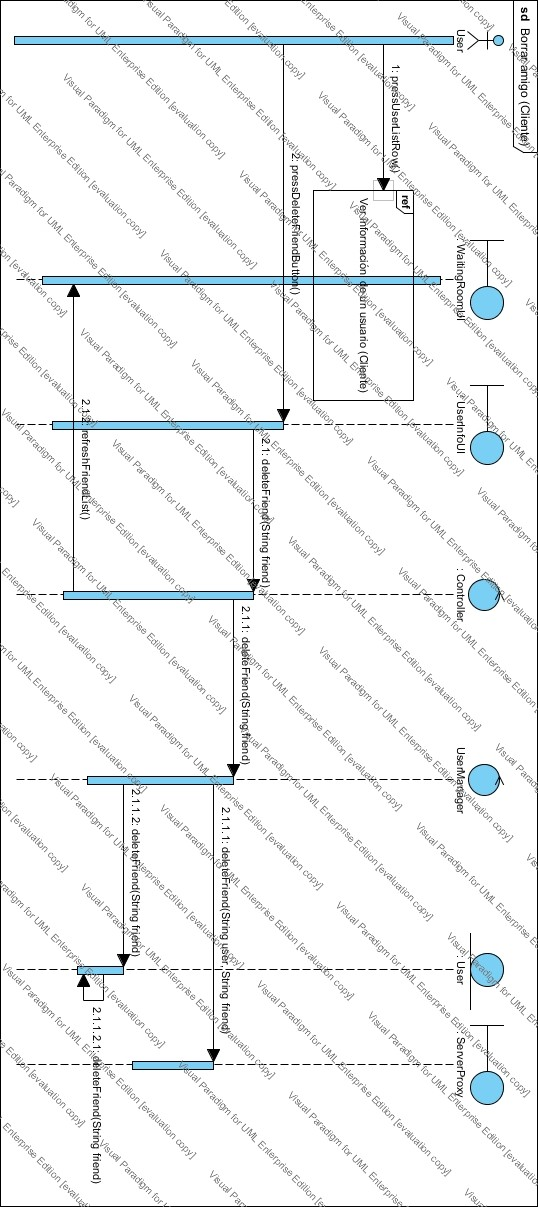 sd Borrar amigo (Cliente)
User
WaitingRoomUI
UserInfoUI
: Controller
UserManager
: User
: ServerProxy
1: pressUserListRow()
ref
Ver informacion de un usuario (Cliente)
2: pressDeleteFriendButton()
2.1: deleteFriend(String friend)
2.1.1: deleteFriend(String friend)
2.1.1.1: deleteFriend(String user, String friend)
2.1.1.2: deleteFriend(String friend)
2.1.1.2.1: deleteFriend(String friend)
2.1.2: refreshFriendList()
Visual Paradigm for UML Enterprise Edition [evaluation copy]